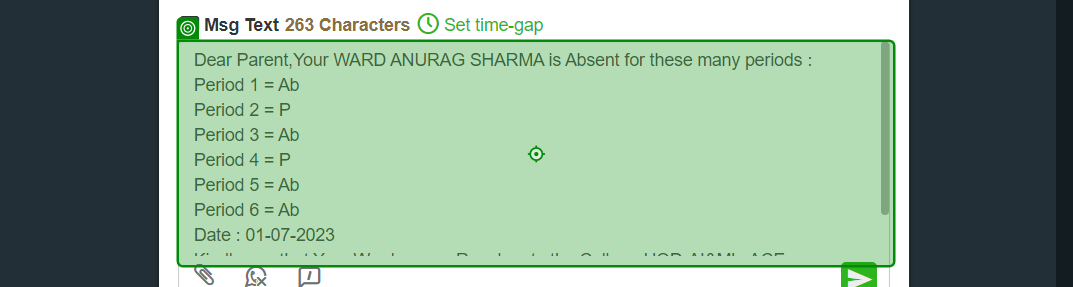 Msg Text 263 Characters Set time-gap
Dear Parent,Your WARD ANURAG SHARMA is Absent for these many periods :
Period 1 = Ab
Period 2 = P
Period 3 = Ab
Period 4 = P
Period 5 = Ab
Period 6 = Ab
Date : 01-07-2023